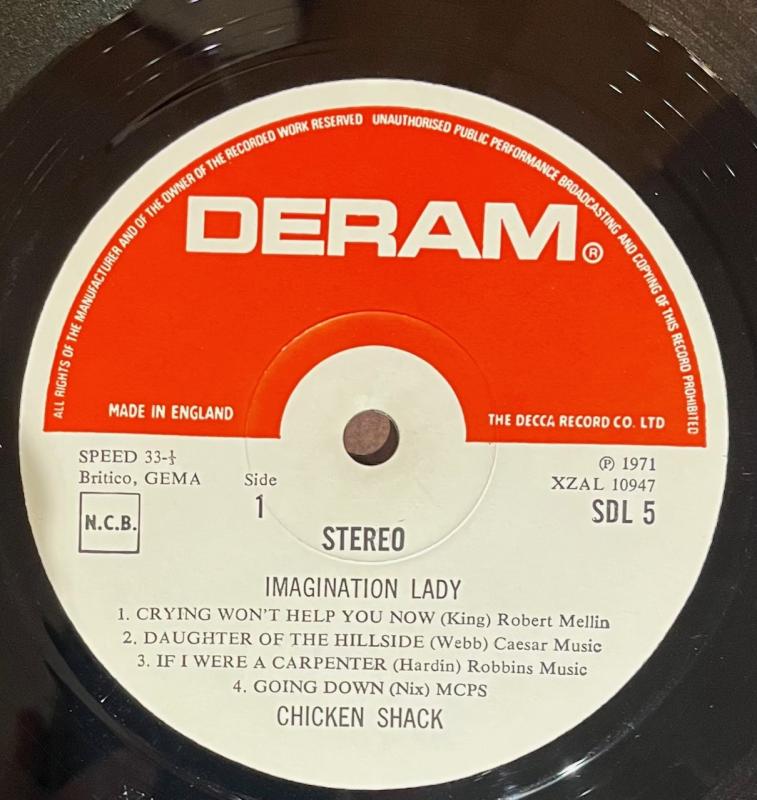 ALL RIGHTS OF THE MANUFACTURER AND OF THE OWNER OF THE RECORDED WORK RESERVED UNAUTHORISED PUBLIC PERFORMANCE BROADCASTING AND COPYING OF THIS RECORD PROHIBITED
DERAM®
MADE IN ENGLAND
THE DECCA RECORD CO. LTD
SPEED 33-⅓
Ⓟ 1971
Britico, GEMA
Side
XZAL 10947
1
SDL 5
N.C.B.
STEREO
IMAGINATION LADY
1. CRYING WON'T HELP YOU NOW (King) Robert Mellin
2. DAUGHTER OF THE HILLSIDE (Webb) Caesar Music
3. IF I WERE A CARPENTER (Hardin) Robbins Music
4. GOING DOWN (Nix) MCPS
CHICKEN SHACK